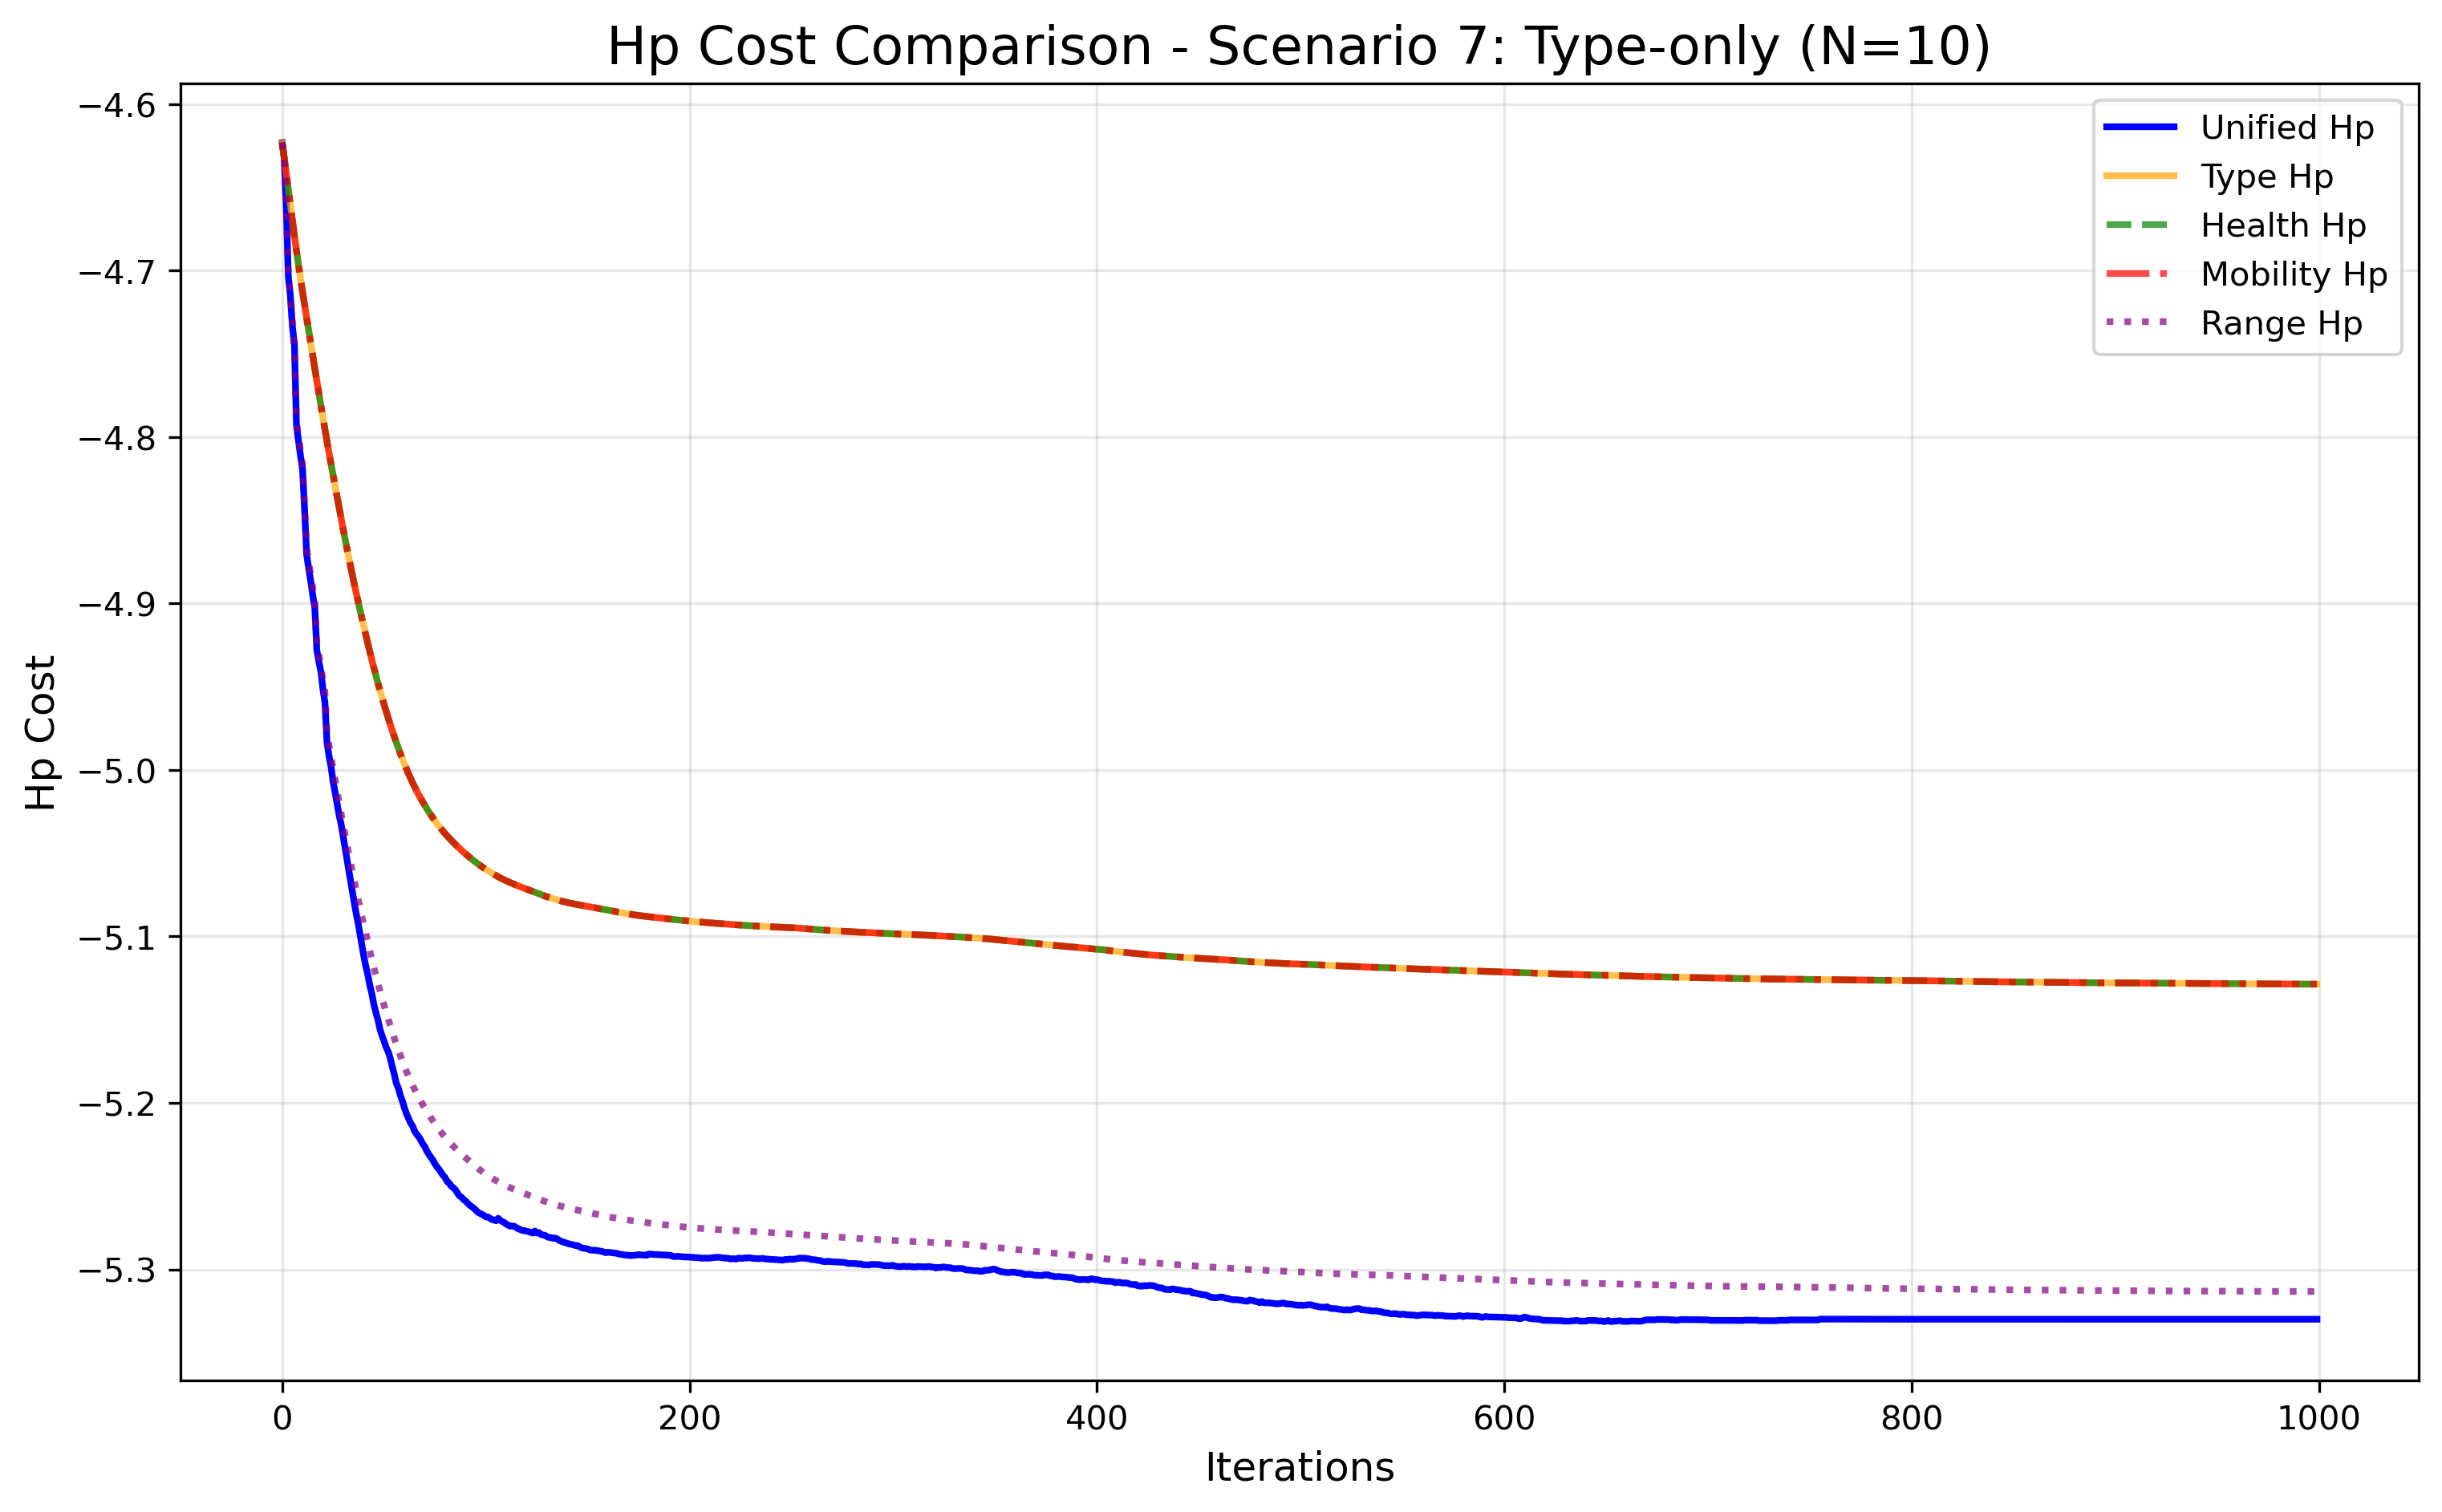 Hp Cost Comparison - Scenario 7: Type-only (N=10)
Unified Hp
Type Hp
Health Hp
Mobility Hp
Range Hp
Hp Cost
−4.6
−4.7
−4.8
−4.9
−5.0
−5.1
−5.2
−5.3
0 200 400 600 800 1000
Iterations